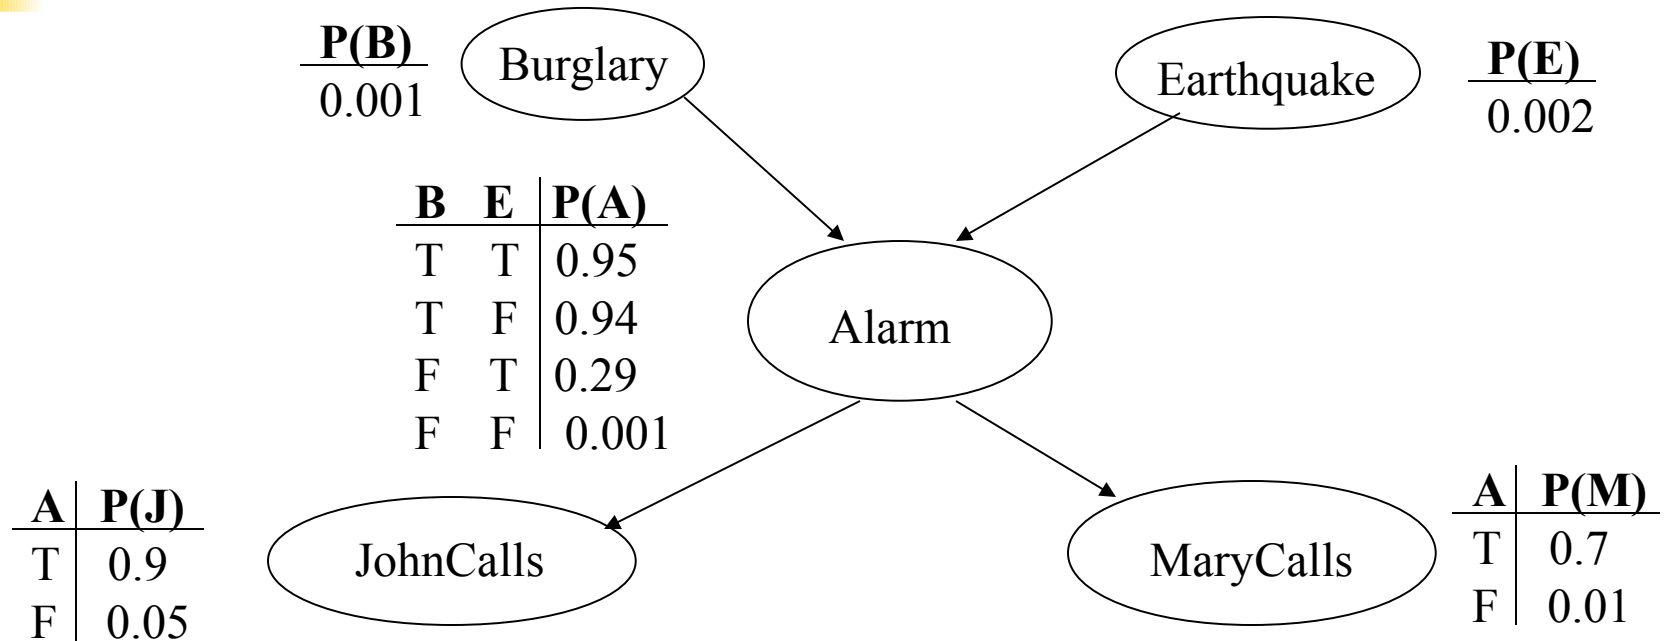 P(B)
0.001
Burglary
Earthquake
P(E)
0.002
B E P(A)
T T 0.95
T F 0.94
F T 0.29
F F 0.001
Alarm
A P(J)
T 0.9
F 0.05
JohnCalls
MaryCalls
A P(M)
T 0.7
F 0.01